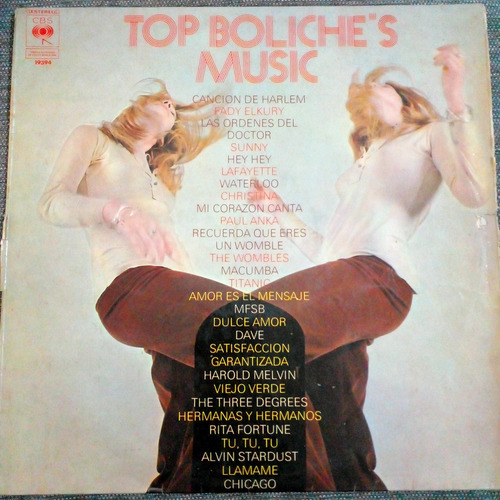 ESTEREO
CBS
19394
TOP BOLICHE'S
MUSIC
CANCION DE HARLEM
FADY ELKURY
LAS ORDENES DEL
DOCTOR
SUNNY
HEY HEY
LAFAYETTE
WATERLOO
CHRISTINA
MI CORAZON CANTA
PAUL ANKA
RECUERDA QUE ERES
UN WOMBLE
THE WOMBLES
MACUMBA
TITANIC
AMOR ES EL MENSAJE
MFSB
DULCE AMOR
DAVE
SATISFACCION
GARANTIZADA
HAROLD MELVIN
VIEJO VERDE
THE THREE DEGREES
HERMANAS Y HERMANOS
RITA FORTUNE
TU, TU, TU
ALVIN STARDUST
LLAMAME
CHICAGO